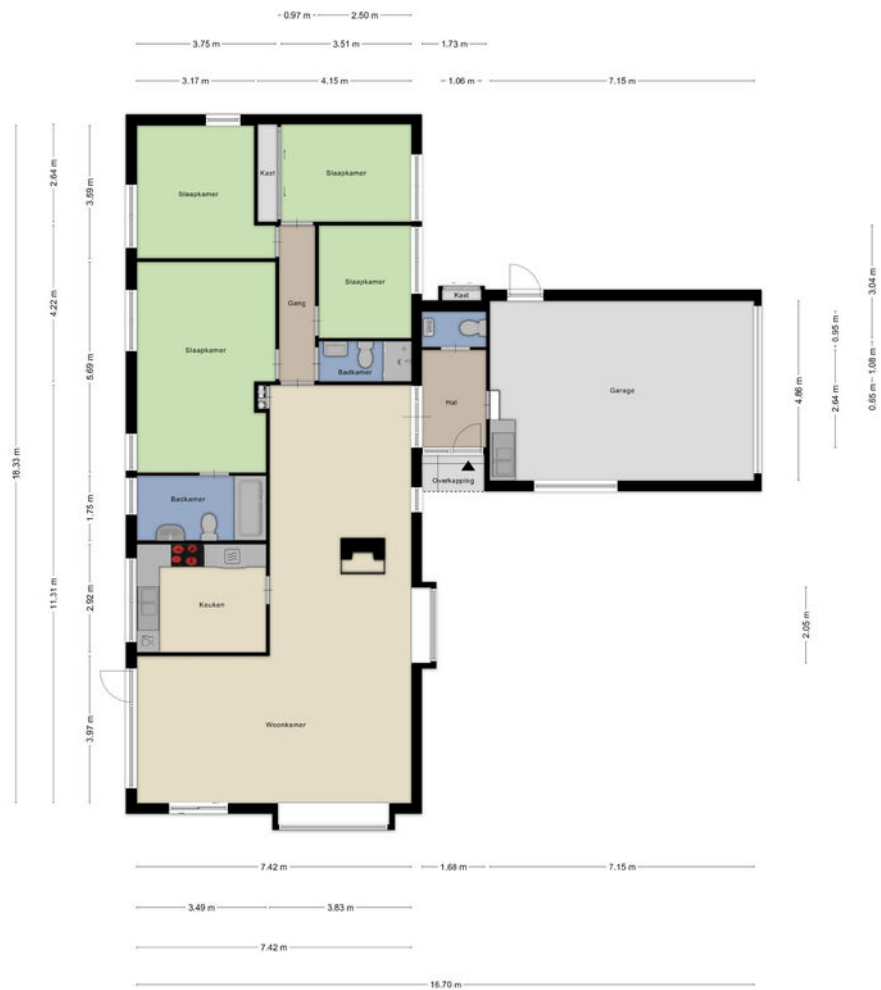 0.97 m 2.50 m
3.75 m 3.51 m 1.73 m
3.17 m 4.15 m 1.06 m 7.15 m
Slaapkamer
Kast
Slaapkamer
Slaapkamer
Gang
Kast
Slaapkamer
Badkamer
Hal
Garage
Overkapping
Badkamer
Keuken
Woonkamer
18.33 m
2.64 m
4.22 m
11.31 m
3.59 m
5.69 m
1.75 m
2.92 m
3.97 m
4.86 m
0.95 m
2.64 m
3.04 m
1.08 m
0.65 m
2.05 m
7.42 m 1.68 m 7.15 m
3.49 m 3.83 m
7.42 m
16.70 m